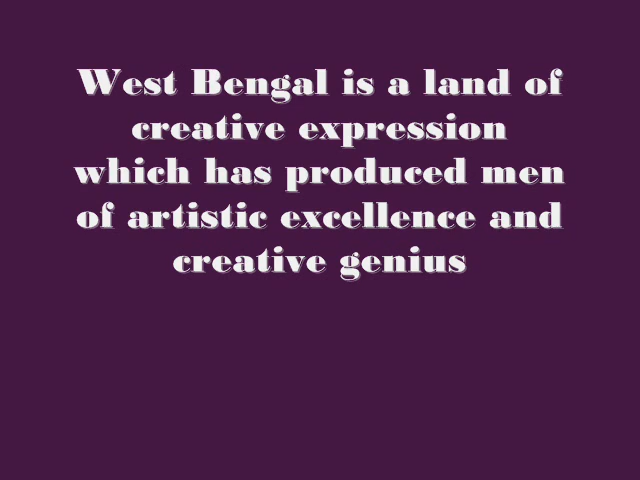 West Bengal is a land of
creative expression
which has produced men
of artistic excellence and
creative genius